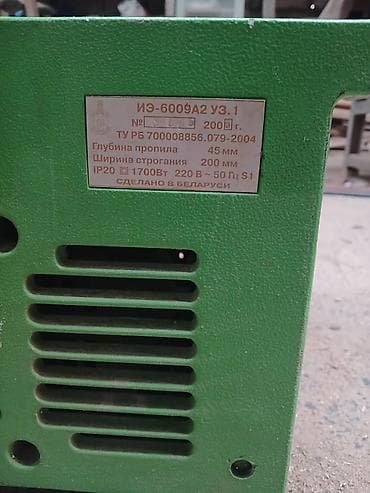 ИЭ-6009А2 УЗ.1
№ 200 г.
ТУ РБ 700008856.079-2004
Глубина пропила 45 мм
Ширина строгания 200 мм
IP20 1700Вт 220 В ~ 50 Гц S1
СДЕЛАНО В БЕЛАРУСИ